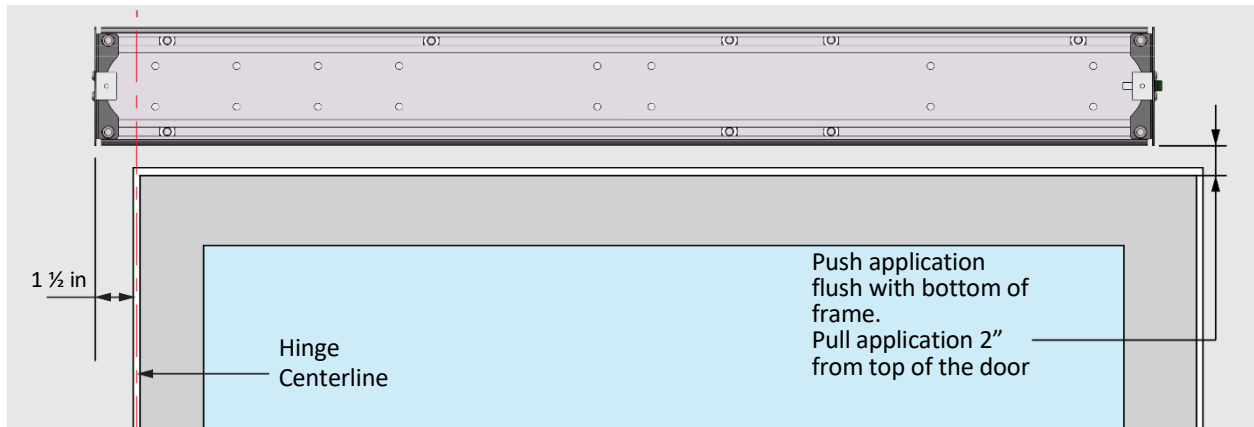 1 ½ in
Hinge
Centerline
Push application
flush with bottom of
frame.
Pull application 2”
from top of the door